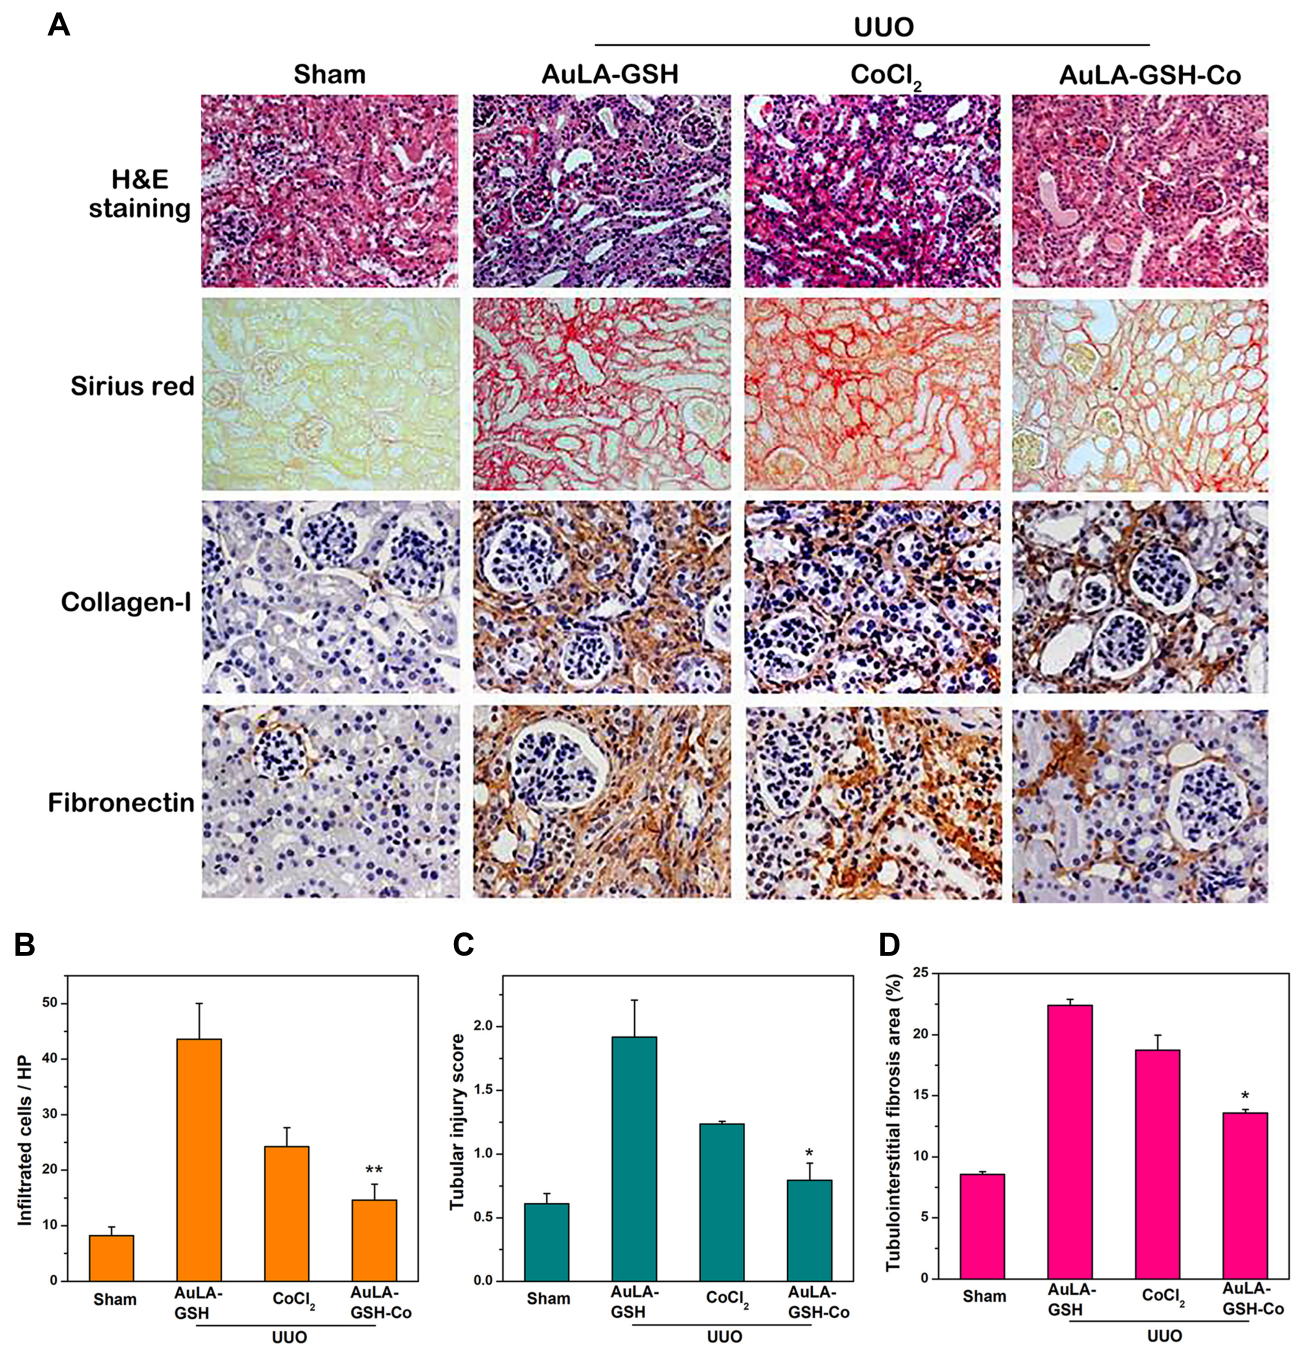 A
UUO
Sham
AuLA-GSH
CoCl2
AuLA-GSH-Co
H&E
staining
Sirius red
Collagen-I
Fibronectin
B
Infiltrated cells / HP
50
40
30
20
10
0
**
Sham
AuLA-
GSH
CoCl2
AuLA-
GSH-Co
UUO
C
Tubular injury score
2.0
1.5
1.0
0.5
0.0
*
Sham
AuLA-
GSH
CoCl2
AuLA-
GSH-Co
UUO
D
Tubulointerstitial fibrosis area (%)
25
20
15
10
5
0
*
Sham
AuLA-
GSH
CoCl2
AuLA-
GSH-Co
UUO